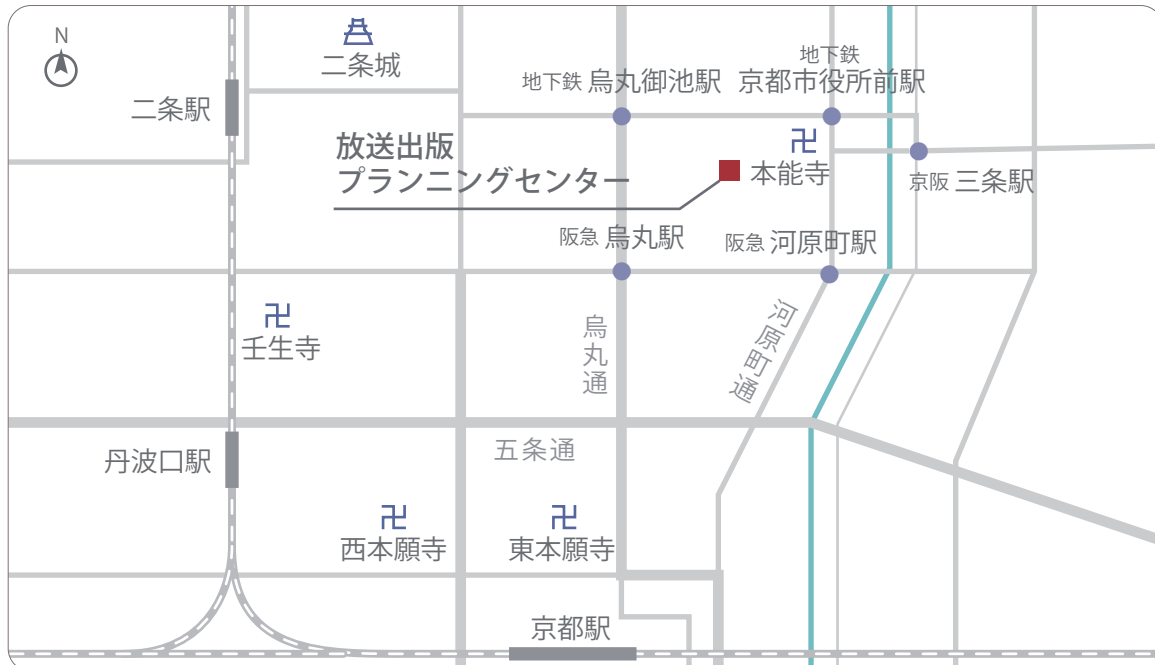 N
二条城
地下鉄
地下鉄 烏丸御池駅
京都市役所前駅
二条駅
放送出版
プランニングセンター
本能寺
京阪 三条駅
阪急 烏丸駅
阪急 河原町駅
壬生寺
烏丸通
河原町通
五条通
丹波口駅
西本願寺
東本願寺
京都駅